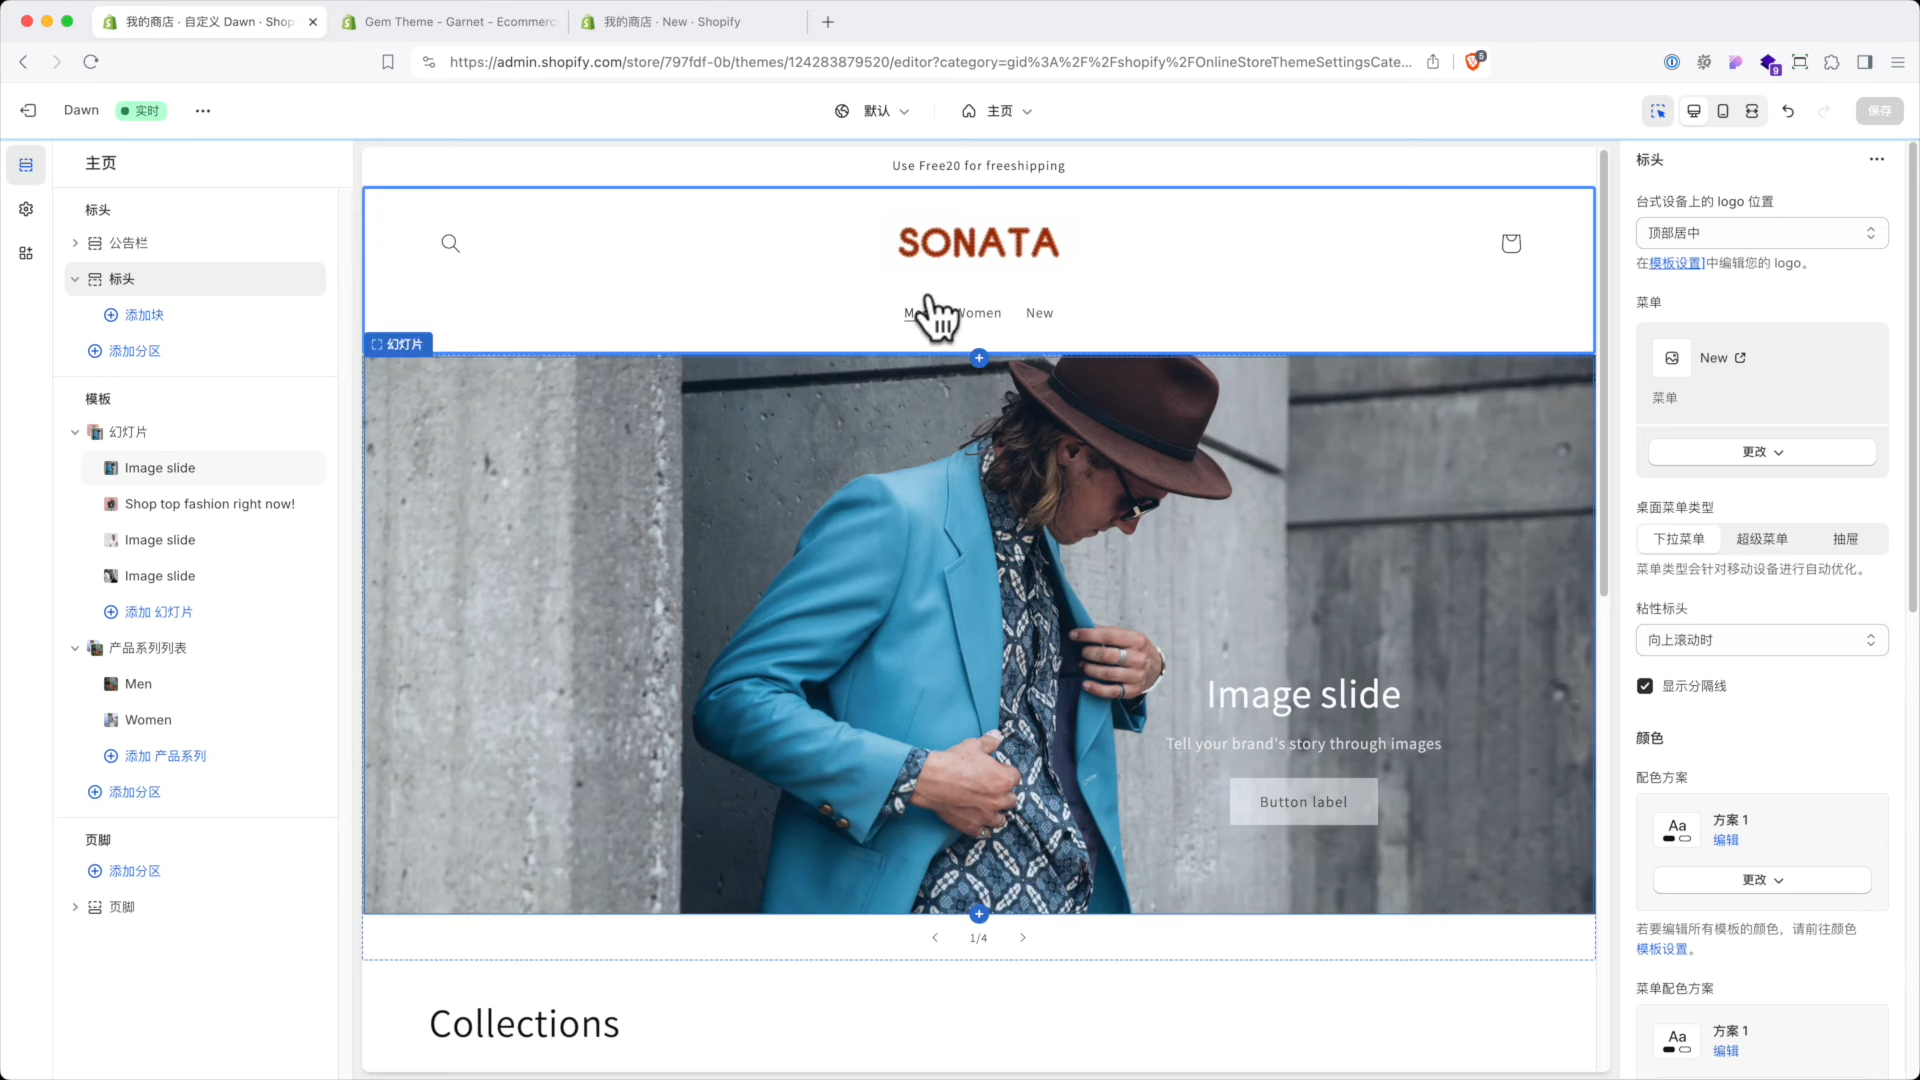 我的商店 · 自定义 Dawn · Shop
Gem Theme - Garnet - Ecommerc
我的商店 · New · Shopify
https://admin.shopify.com/store/797fdf-0b/themes/124283879520/editor?category=gid%3A%2F%2Fshopify%2FOnlineStoreThemeSettingsCate...
5
9
Dawn
实时
默认
主页
保存
主页
标头
公告栏
标头
添加块
添加分区
模板
幻灯片
Image slide
Shop top fashion right now!
Image slide
Image slide
添加 幻灯片
产品系列列表
Men
Women
添加 产品系列
添加分区
页脚
添加分区
页脚
Use Free20 for freeshipping
SONATA
Women
New
幻灯片
Image slide
Tell your brand's story through images
Button label
1/4
Collections
标头
台式设备上的 logo 位置
顶部居中
在模板设置]中编辑您的 logo。
菜单
New
菜单
更改
桌面菜单类型
下拉菜单
超级菜单
抽屉
菜单类型会针对移动设备进行自动优化。
粘性标头
向上滚动时
显示分隔线
颜色
配色方案
Aa
方案 1
编辑
更改
若要编辑所有模板的颜色，请前往颜色
模板设置。
菜单配色方案
Aa
方案 1
编辑